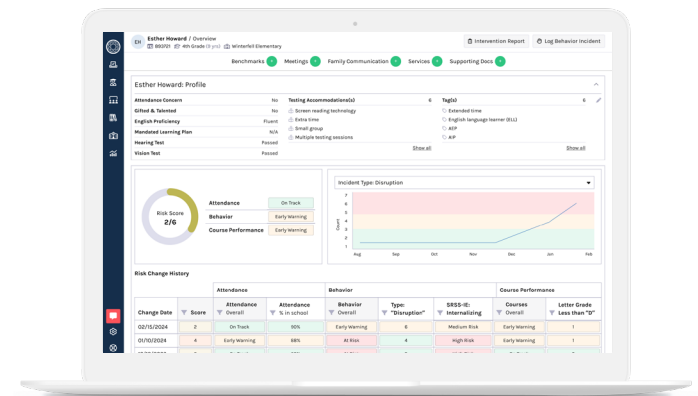 EH Esther Howard / Overview
803721 4th Grade (9 yrs) Winterfell Elementary
Intervention Report Log Behavior Incident
Benchmarks Meetings Family Communication Services Supporting Docs
Esther Howard: Profile
Attendance Concern No
Gifted & Talented No
English Proficiency Fluent
Mandated Learning Plan N/A
Hearing Test Passed
Vision Test Passed
Testing Accommodations(s) 6
Screen reading technology
Extra time
Small group
Multiple testing sessions
Show all
Tag(s) 6
Extended time
English language learner (ELL)
AEP
AIP
Show all
Risk Score
2/6
Attendance On Track
Behavior Early Warning
Course Performance Early Warning
Incident Type: Disruption
Count
7
6
5
4
3
2
1
Aug Sep Oct Nov Dec Jan Feb
Risk Change History
Attendance Behavior Course Performance
Change Date Score Attendance Overall Attendance % in school Behavior Overall Type: "Disruption" SRSS-IE: Internalizing Courses Overall Letter Grade Less than "D"
02/15/2024 2 On Track 90% Early Warning 6 Medium Risk Early Warning 1
01/10/2024 4 Early Warning 88% At Risk 4 High Risk Early Warning 1